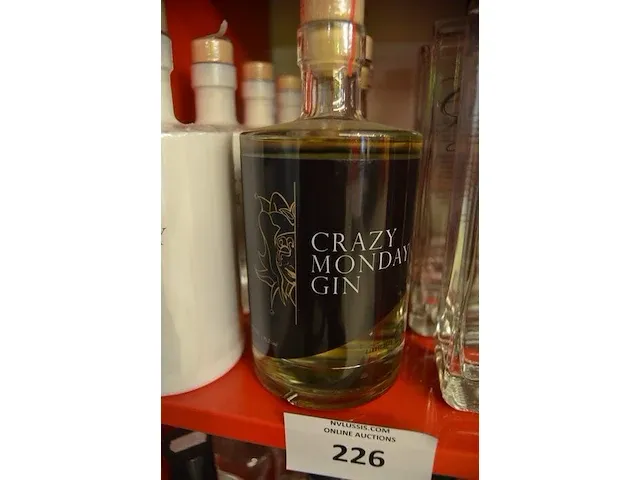 CRAZY
MONDAY
GIN
NVLUSSIS.COM
ONLINE AUCTIONS
226